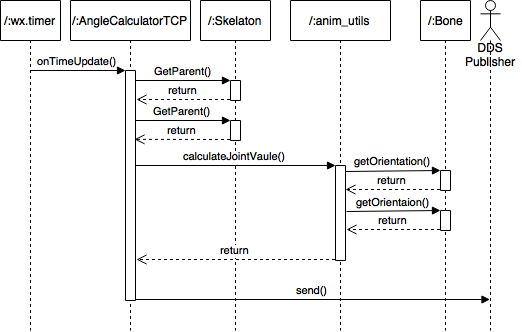 /:wx.timer
/:AngleCalculatorTCP
/:Skelaton
/:anim_utils
/:Bone
DDS
Publisher
onTimeUpdate()
GetParent()
return
GetParent()
return
calculateJointVaule()
getOrientation()
return
getOrientaion()
return
return
send()